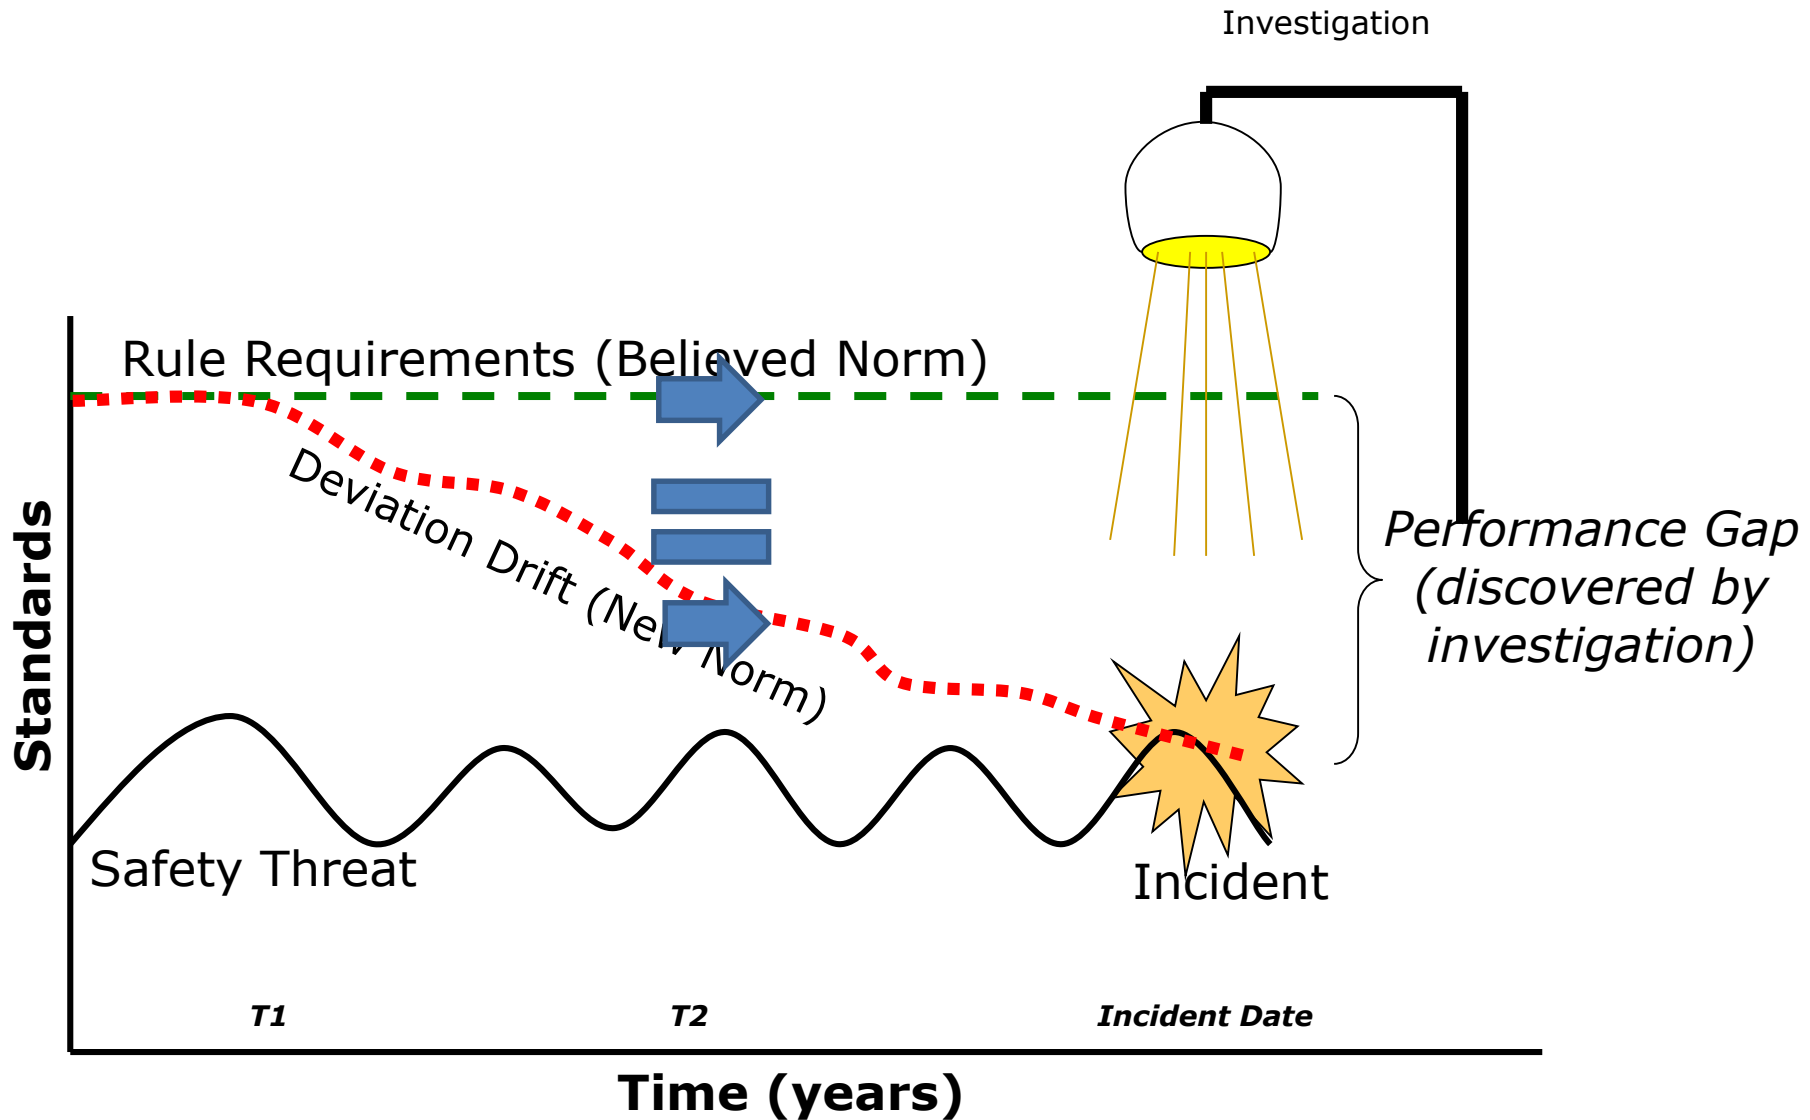 Investigation
Rule Requirements (Believed Norm)
Deviation Drift (New Norm)
Standards
Performance Gap
(discovered by
investigation)
Safety Threat
Incident
T1
T2
Incident Date
Time (years)